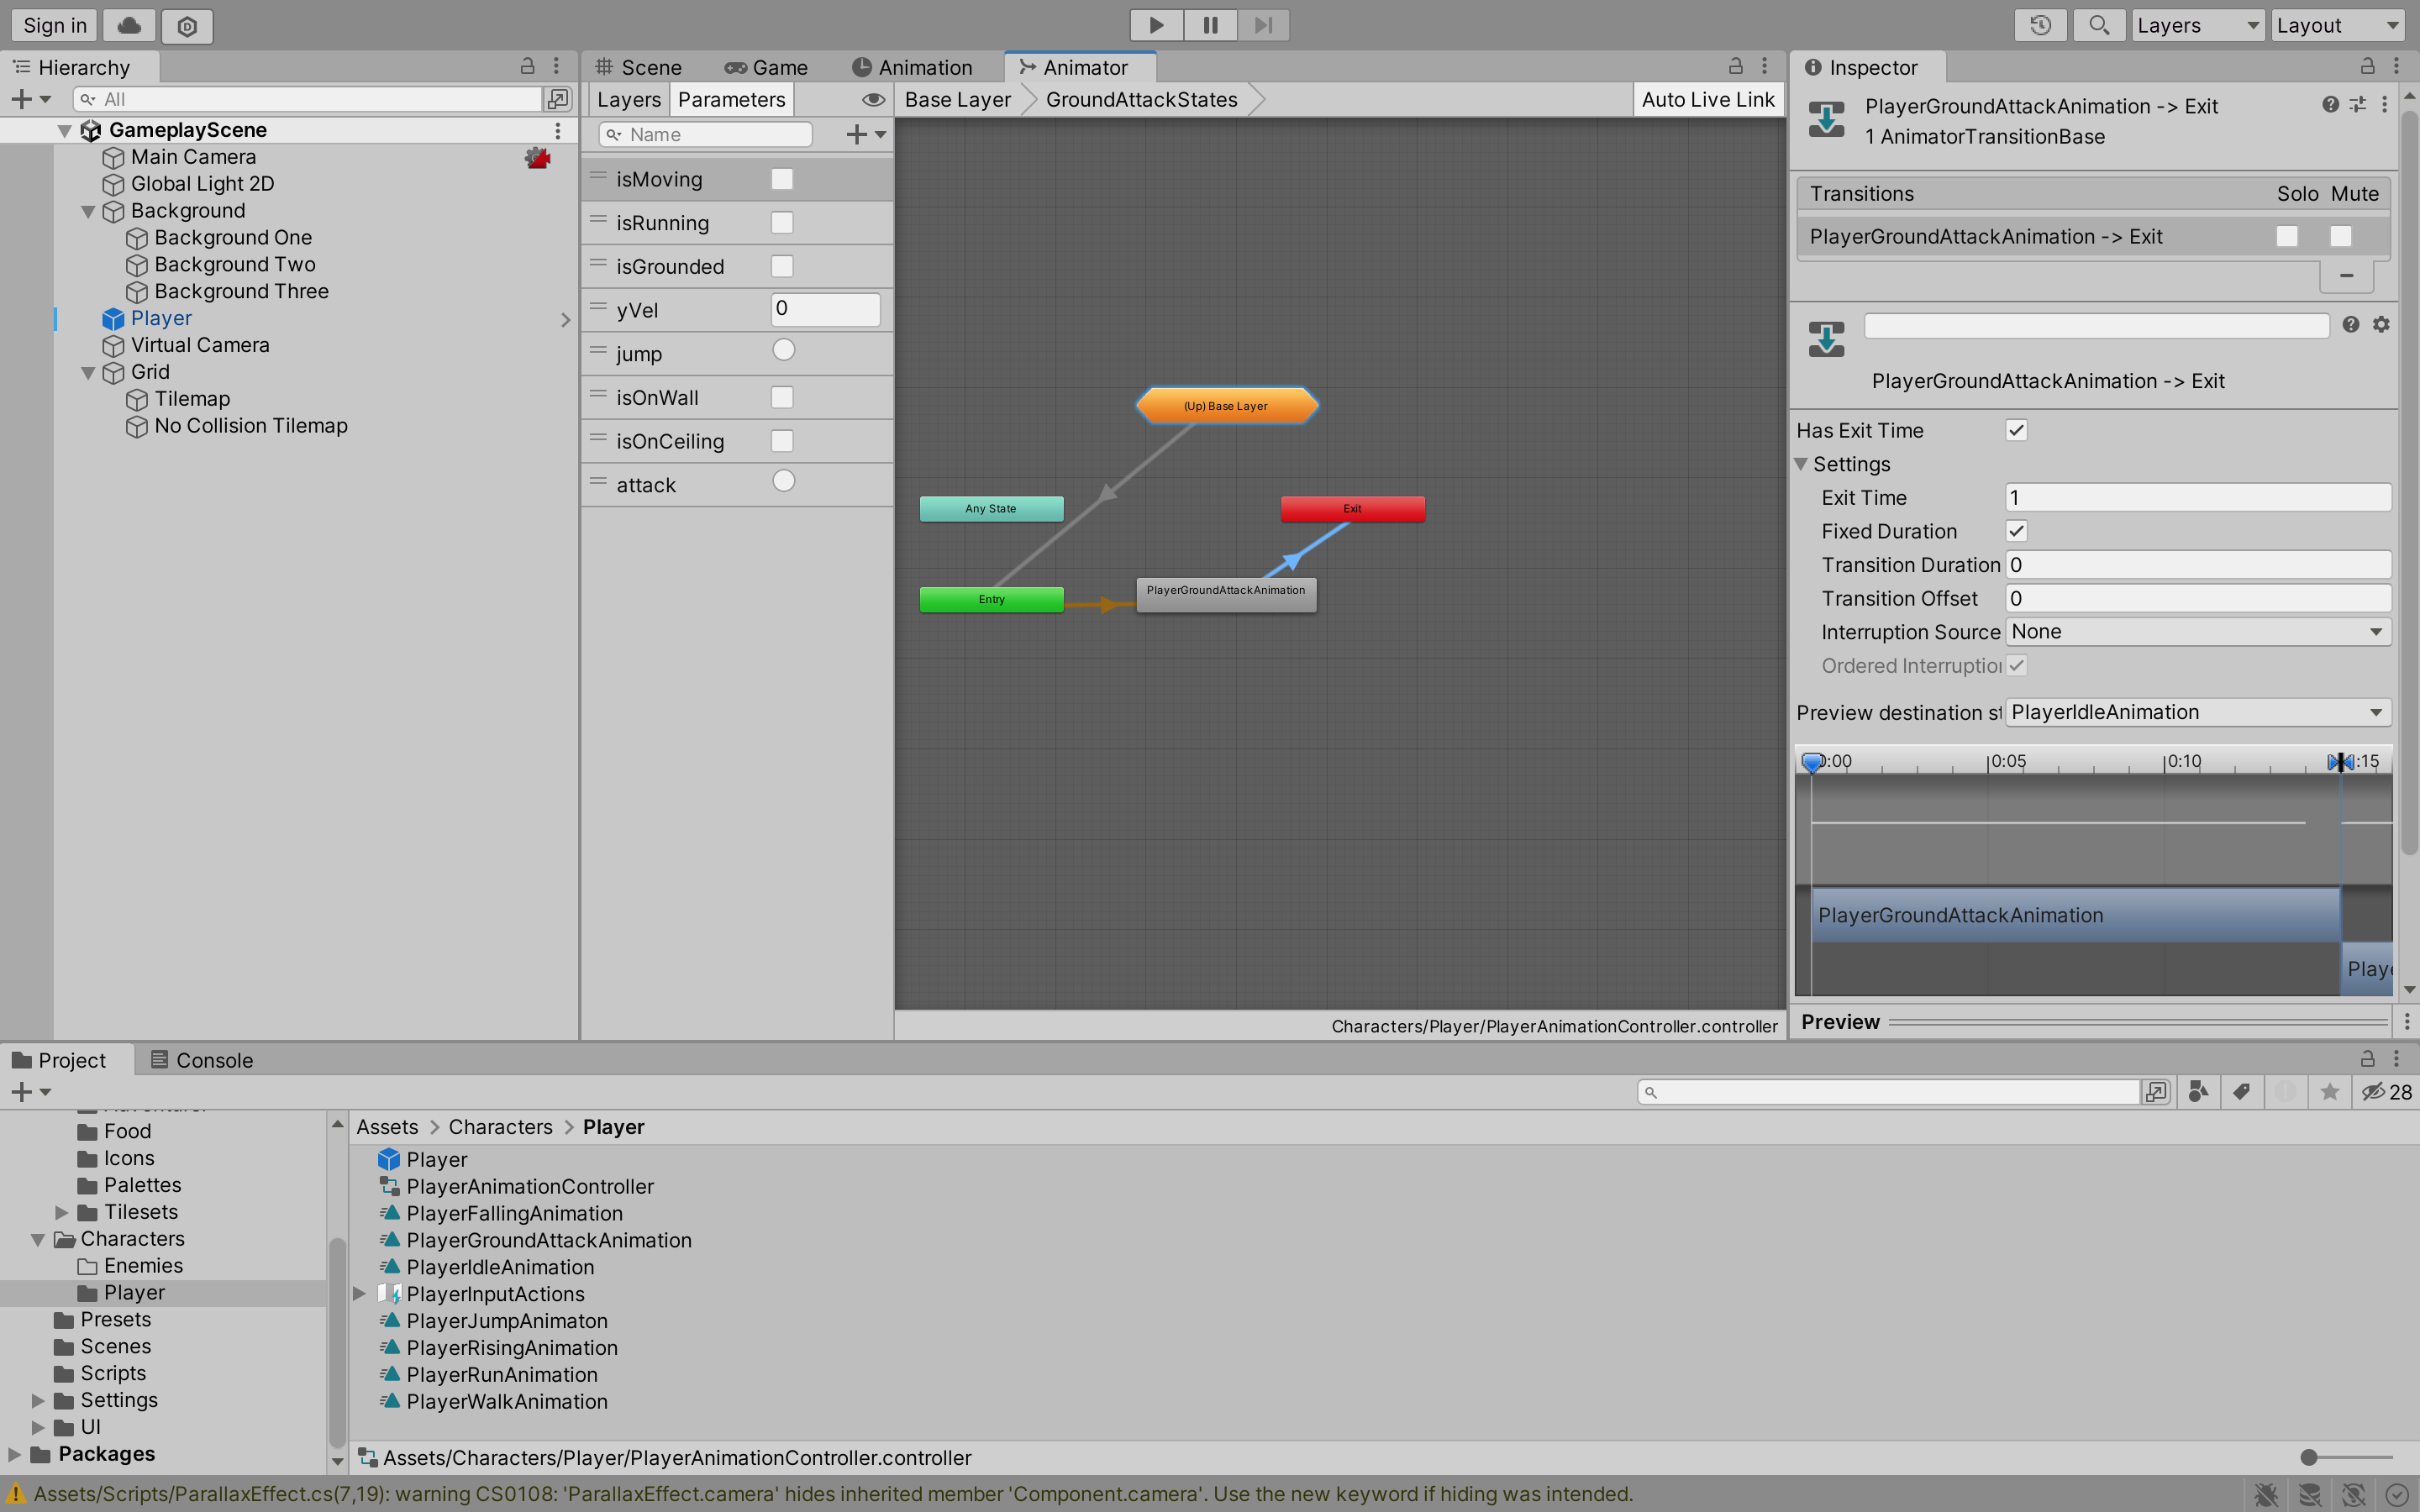 Sign in
Layers
Layout
Hierarchy
All
GameplayScene
Main Camera
Global Light 2D
Background
Background One
Background Two
Background Three
Player
Virtual Camera
Grid
Tilemap
No Collision Tilemap
Scene
Game
Animation
Animator
Layers
Parameters
Base Layer
GroundAttackStates
Auto Live Link
Name
isMoving
isRunning
isGrounded
yVel
0
jump
isOnWall
isOnCeiling
attack
(Up) Base Layer
Any State
Exit
Entry
PlayerGroundAttackAnimation
Characters/Player/PlayerAnimationController.controller
Inspector
PlayerGroundAttackAnimation -> Exit
1 AnimatorTransitionBase
Transitions Solo Mute
PlayerGroundAttackAnimation -> Exit
PlayerGroundAttackAnimation -> Exit
Has Exit Time
Settings
Exit Time 1
Fixed Duration
Transition Duration 0
Transition Offset 0
Interruption Source None
Ordered Interruptio
Preview destination st PlayerIdleAnimation
:00 0:05 0:10 :15
PlayerGroundAttackAnimation
Playe
Preview
Project
Console
28
Food
Icons
Palettes
Tilesets
Characters
Enemies
Player
Presets
Scenes
Scripts
Settings
UI
Packages
Assets > Characters > Player
Player
PlayerAnimationController
PlayerFallingAnimation
PlayerGroundAttackAnimation
PlayerIdleAnimation
PlayerInputActions
PlayerJumpAnimaton
PlayerRisingAnimation
PlayerRunAnimation
PlayerWalkAnimation
Assets/Characters/Player/PlayerAnimationController.controller
Assets/Scripts/ParallaxEffect.cs(7,19): warning CS0108: 'ParallaxEffect.camera' hides inherited member 'Component.camera'. Use the new keyword if hiding was intended.